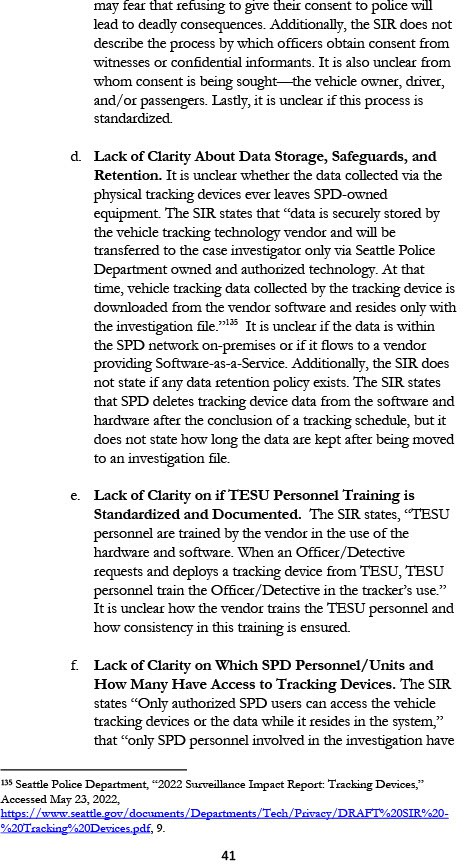 may fear that refusing to give their consent to police will
lead to deadly consequences. Additionally, the SIR does not
describe the process by which officers obtain consent from
witnesses or confidential informants. It is also unclear from
whom consent is being sought—the vehicle owner, driver,
and/or passengers. Lastly, it is unclear if this process is
standardized.
d. Lack of Clarity About Data Storage, Safeguards, and
Retention. It is unclear whether the data collected via the
physical tracking devices ever leaves SPD-owned
equipment. The SIR states that “data is securely stored by
the vehicle tracking technology vendor and will be
transferred to the case investigator only via Seattle Police
Department owned and authorized technology. At that
time, vehicle tracking data collected by the tracking device is
downloaded from the vendor software and resides only with
the investigation file.”135 It is unclear if the data is within
the SPD network on-premises or if it flows to a vendor
providing Software-as-a-Service. Additionally, the SIR does
not state if any data retention policy exists. The SIR states
that SPD deletes tracking device data from the software and
hardware after the conclusion of a tracking schedule, but it
does not state how long the data are kept after being moved
to an investigation file.
e. Lack of Clarity on if TESU Personnel Training is
Standardized and Documented. The SIR states, “TESU
personnel are trained by the vendor in the use of the
hardware and software. When an Officer/Detective
requests and deploys a tracking device from TESU, TESU
personnel train the Officer/Detective in the tracker’s use.”
It is unclear how the vendor trains the TESU personnel and
how consistency in this training is ensured.
f. Lack of Clarity on Which SPD Personnel/Units and
How Many Have Access to Tracking Devices. The SIR
states “Only authorized SPD users can access the vehicle
tracking devices or the data while it resides in the system,”
that “only SPD personnel involved in the investigation have
135 Seattle Police Department, “2022 Surveillance Impact Report: Tracking Devices,”
Accessed May 23, 2022,
https://www.seattle.gov/documents/Departments/Tech/Privacy/DRAFT%20SIR%20-
%20Tracking%20Devices.pdf, 9.
41